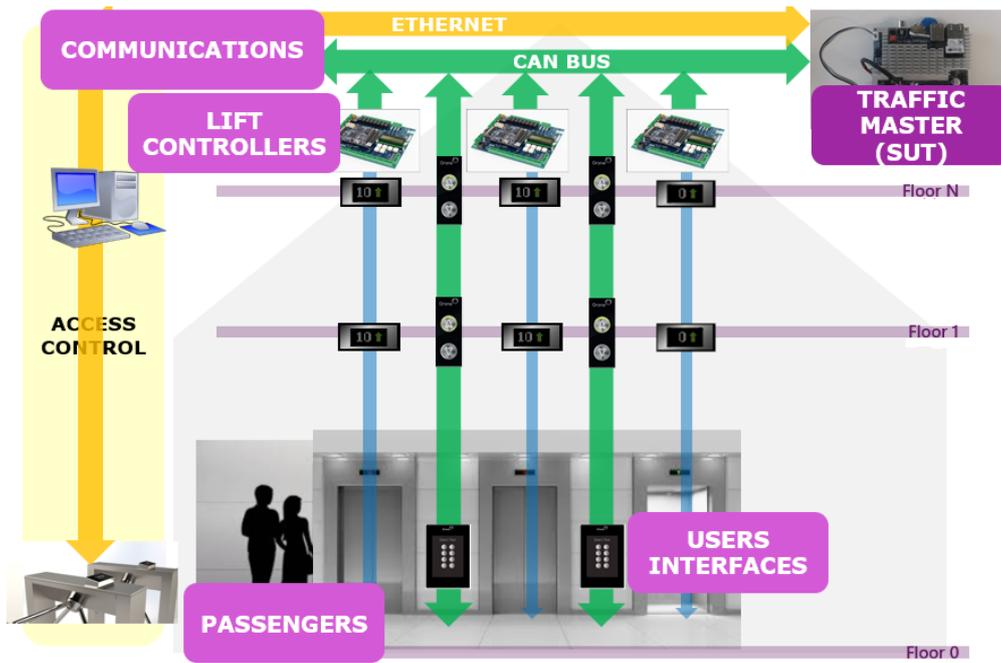 ETHERNET
COMMUNICATIONS
CAN BUS
LIFT
CONTROLLERS
TRAFFIC
MASTER
(SUT)
10
10
0
Floor N
ACCESS
CONTROL
10
10
0
Floor 1
USERS
INTERFACES
PASSENGERS
Floor 0